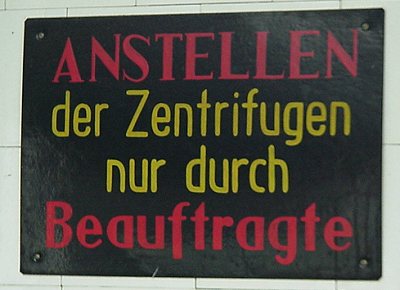 ANSTELLEN
der Zentrifugen
nur durch
Beauftragte